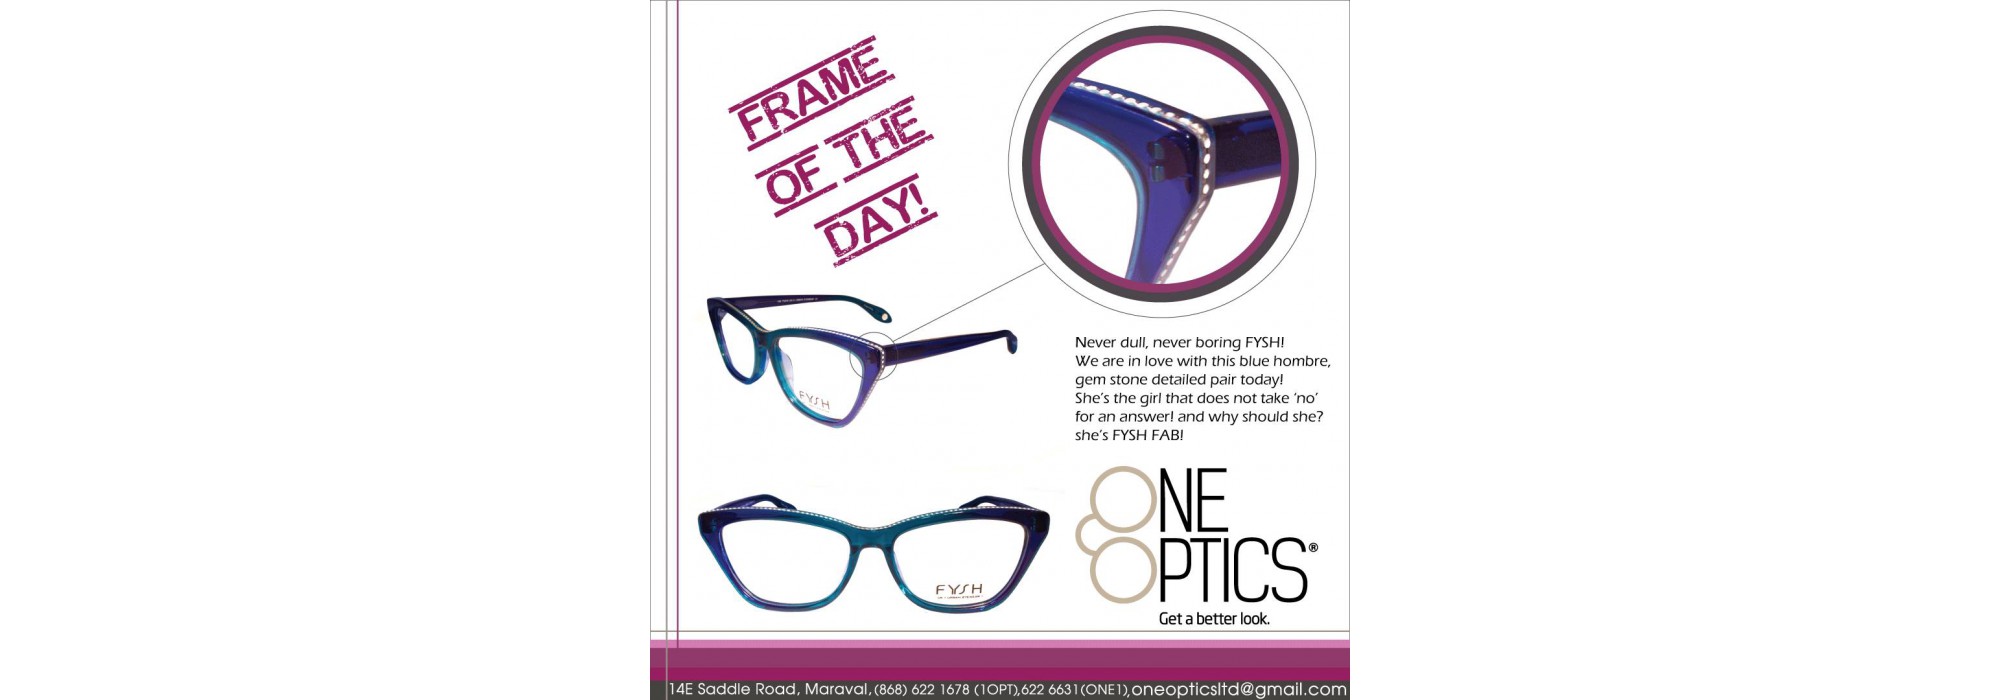 FRAME
OF THE
DAY!
Never dull, never boring FYSH!
We are in love with this blue hombre,
gem stone detailed pair today!
She's the girl that does not take 'no'
for an answer! and why should she?
she's FYSH FAB!
FYSH
FYSH
ONE
OPTICS®
Get a better look.
14E Saddle Road, Maraval, (868) 622 1678 (1OPT), 622 6631(ONE1), oneopticsltd@gmail.com